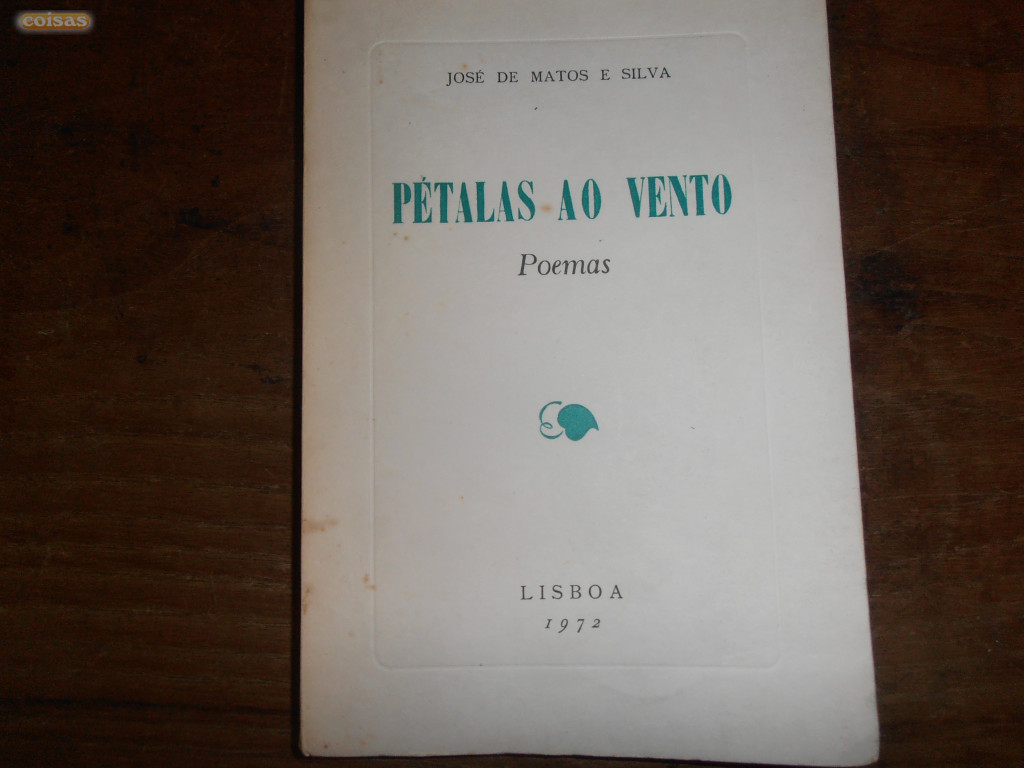 coisas
JOSÉ DE MATOS E SILVA
PÉTALAS AO VENTO
Poemas
LISBOA
1972